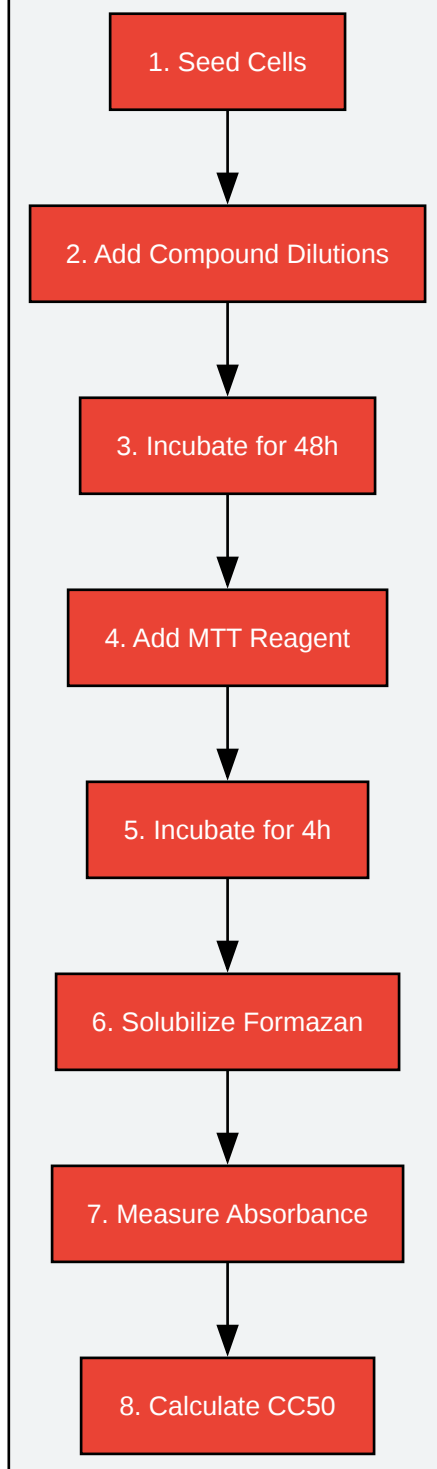 1. Seed Cells
2. Add Compound Dilutions
3. Incubate for 48h
4. Add MTT Reagent
5. Incubate for 4h
6. Solubilize Formazan
7. Measure Absorbance
8. Calculate CC50